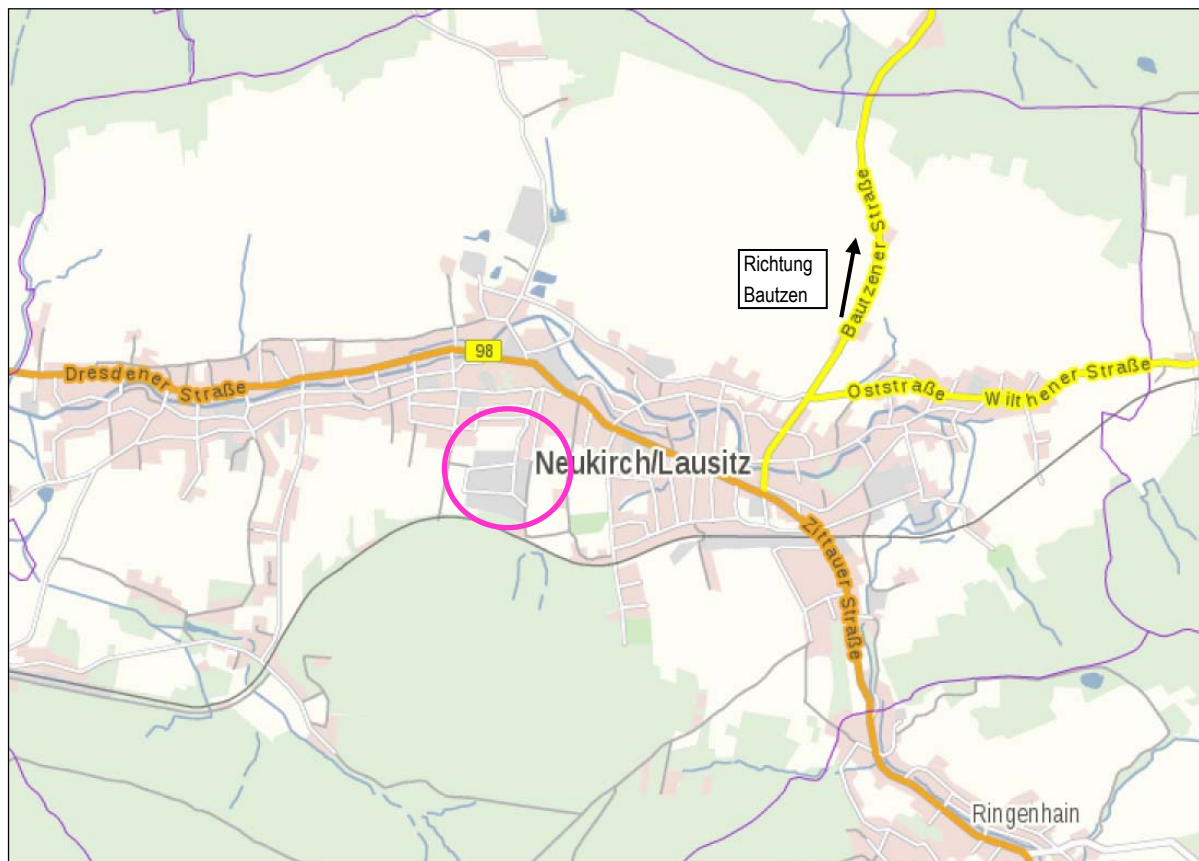 Richtung
Bautzen
Bautzener Straße
98
Dresdener Straße
Oststraße
Wilthener Straße
Neukirch/Lausitz
Zittauer Straße
Ringenhain